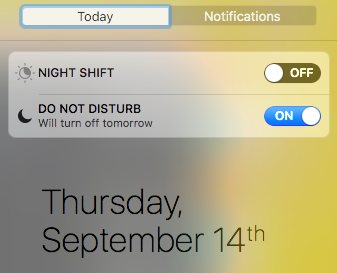 Today Notifications
NIGHT SHIFT OFF
DO NOT DISTURB ON
Will turn off tomorrow
Thursday,
September 14th